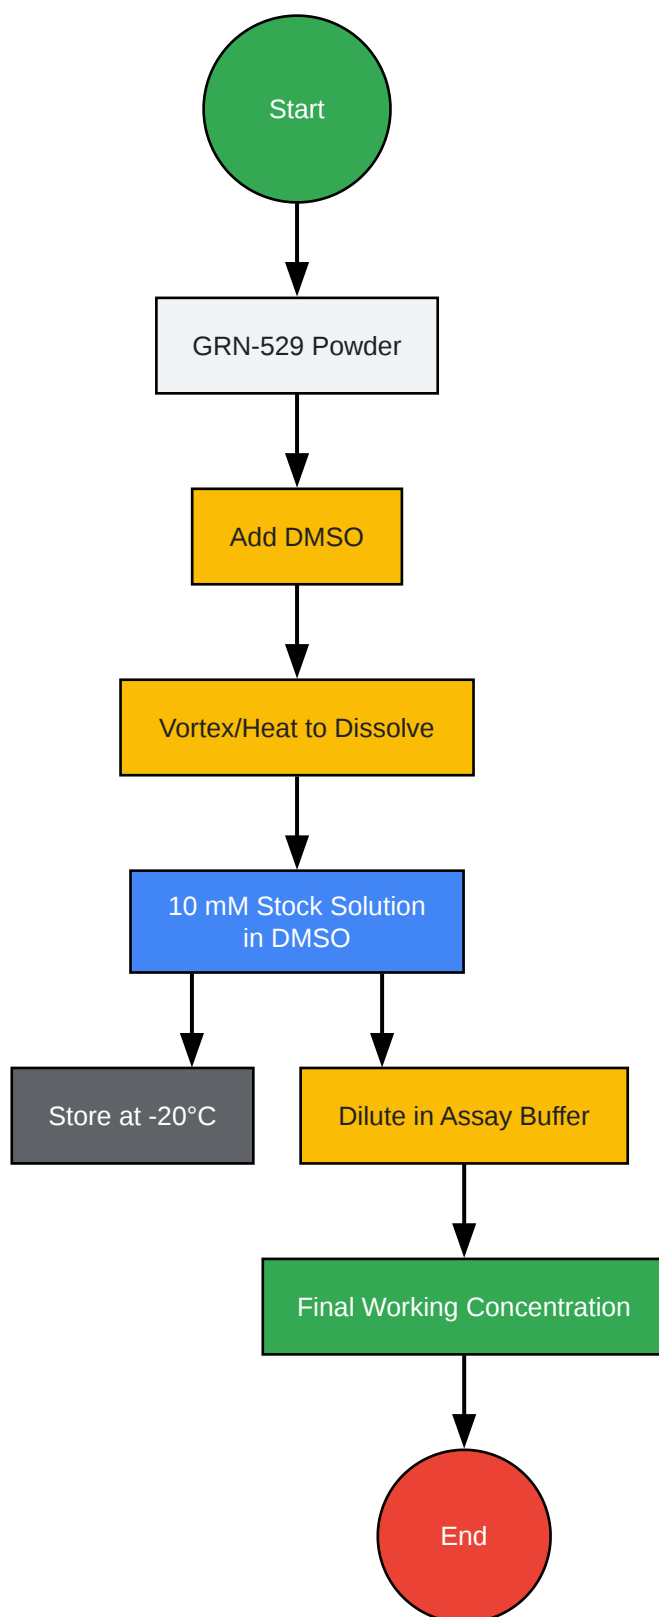 Start
GRN-529 Powder
Add DMSO
Vortex/Heat to Dissolve
10 mM Stock Solution
in DMSO
Store at -20°C
Dilute in Assay Buffer
Final Working Concentration
End